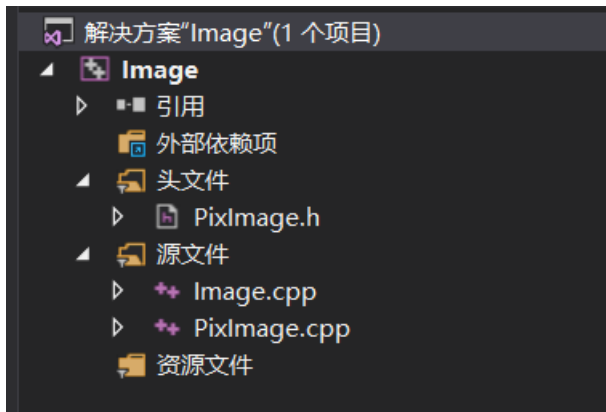 解决方案“Image”(1 个项目)
Image
引用
外部依赖项
头文件
PixImage.h
源文件
Image.cpp
PixImage.cpp
资源文件